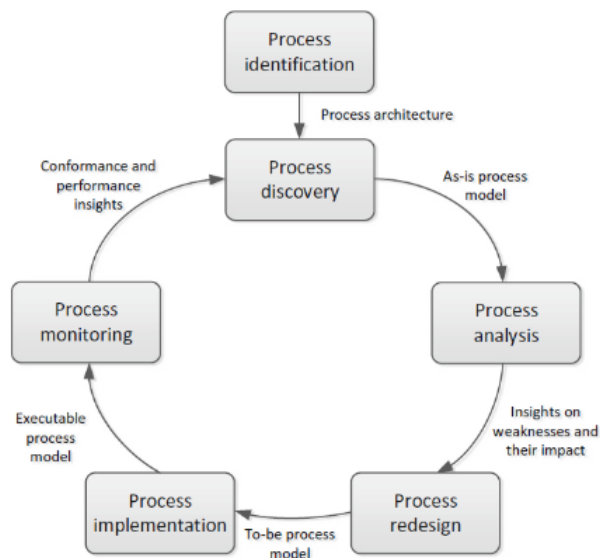 Process
identification
Process architecture
Process
discovery
Conformance and
performance
insights
As-is process
model
Process
monitoring
Process
analysis
Executable
process
model
Insights on
weaknesses and
their impact
Process
implementation
To-be process
model
Process
redesign